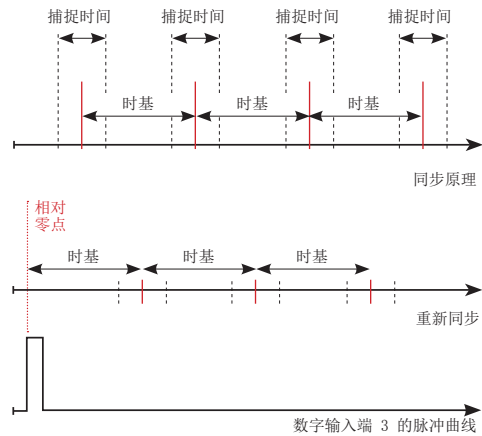 捕捉时间 捕捉时间 捕捉时间 捕捉时间
时基 时基 时基
同步原理
相对
零点
时基 时基 时基
重新同步
数字输入端 3 的脉冲曲线